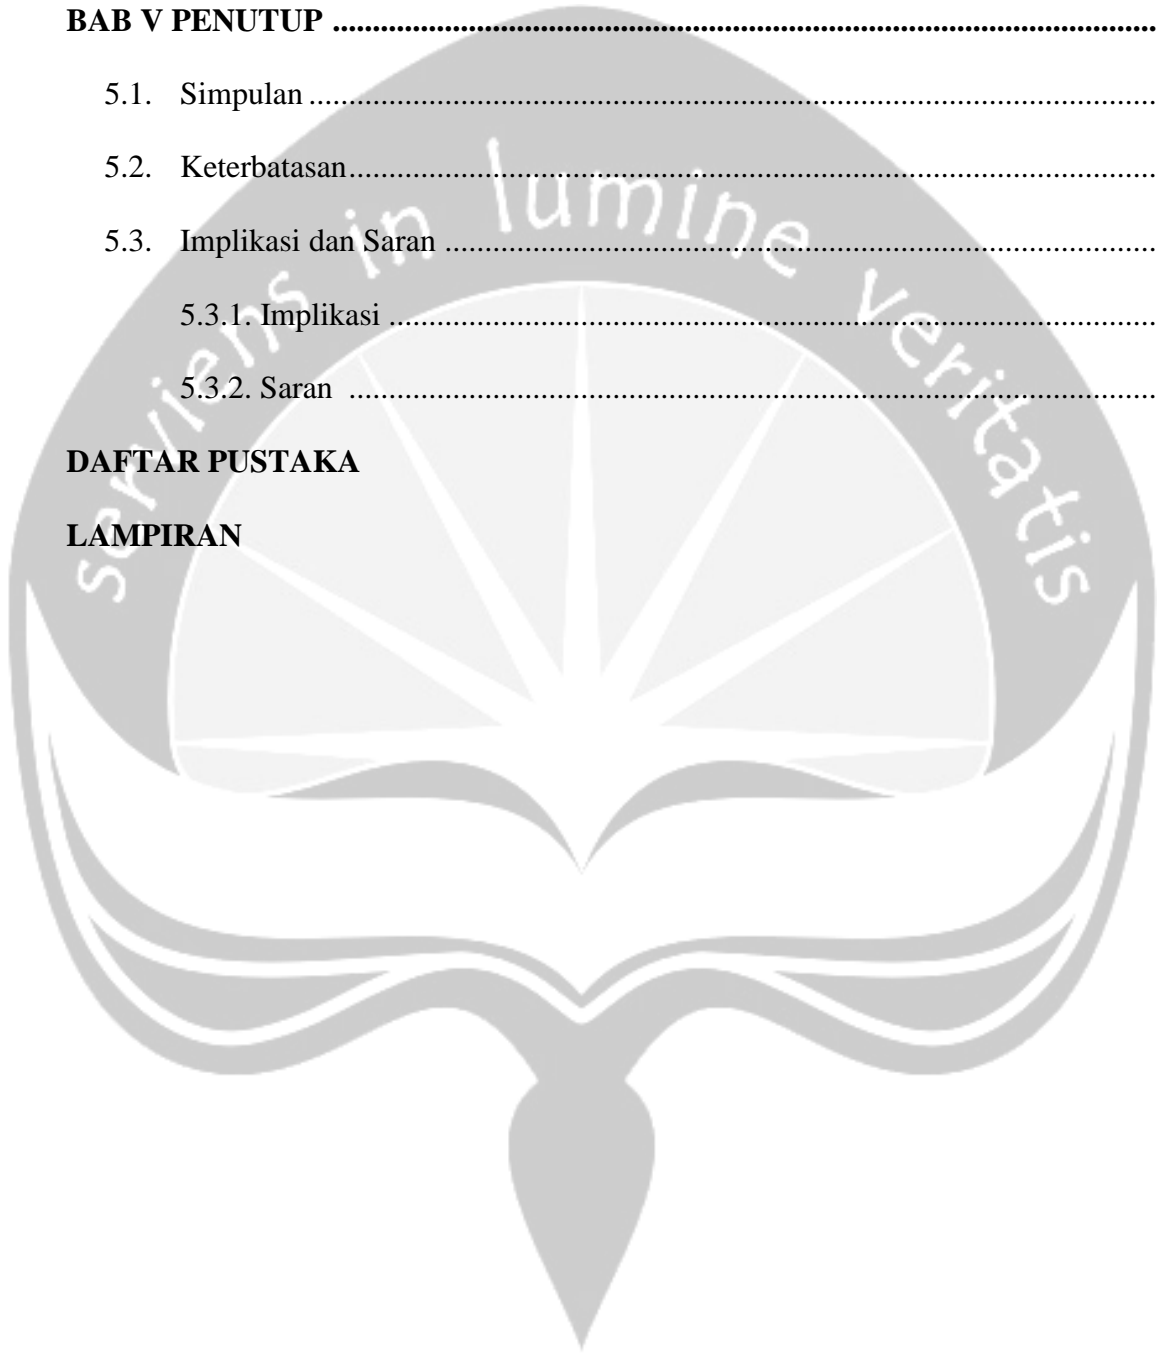 BAB V PENUTUP ........................................................................................................
5.1. Simpulan ...........................................................................................................
5.2. Keterbatasan......................................................................................................
5.3. Implikasi dan Saran ..........................................................................................
5.3.1. Implikasi .................................................................................................
5.3.2. Saran ......................................................................................................
DAFTAR PUSTAKA
LAMPIRAN
serviens in lumine veritatis